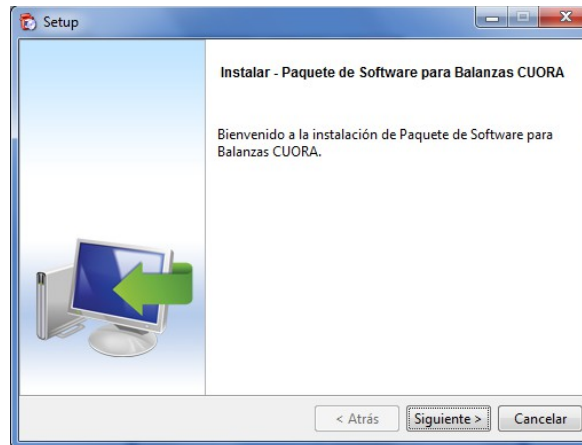 Setup
Instalar - Paquete de Software para Balanzas CUORA
Bienvenido a la instalación de Paquete de Software para
Balanzas CUORA.
< Atrás
Siguiente >
Cancelar